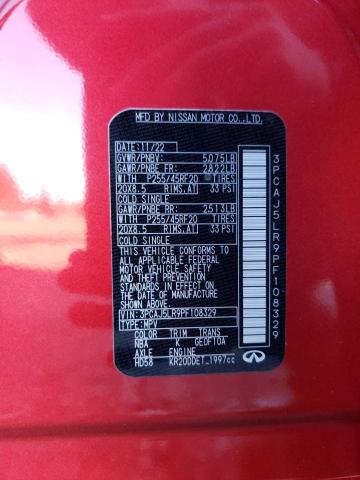 MFD BY NISSAN MOTOR CO.,LTD.
DATE:11/22
GVWR/PNBV: 5075LB
GAWR/PNBE FR: 2822LB
WITH P255/45RF20 TIRES
20X8.5 RIMS,AT 33 PSI
COLD SINGLE
GAWR/PNBE RR: 2513LB
WITH P255/45RF20 TIRES
20X8.5 RIMS,AT 33 PSI
COLD SINGLE
THIS VEHICLE CONFORMS
TO ALL APPLICABLE FEDERAL
MOTOR VEHICLE SAFETY
AND THEFT PREVENTION
STANDARDS IN EFFECT ON
THE DATE OF MANUFACTURE
SHOWN ABOVE.
VIN: 3PCAJ5LR9PF108329
TYPE:MPV
COLOR TRIM TRANS
NBA K GE0F10A
AXLE ENGINE
HD58 KR20DDET 1997cc
INFINITI
3PCAJ5LR9PF108329